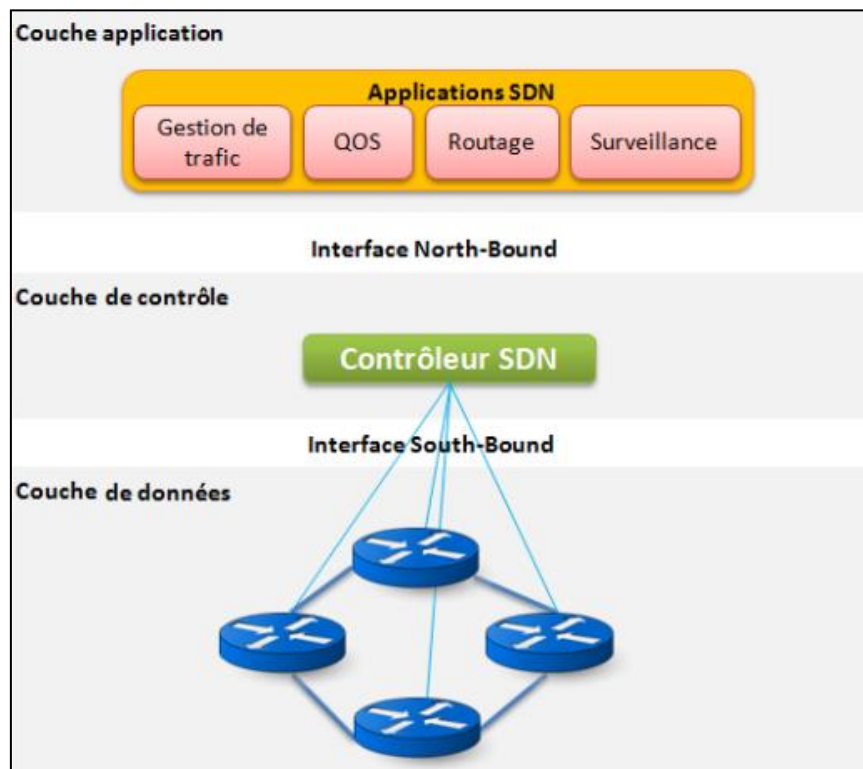 Couche application
Applications SDN
Gestion de
trafic
QOS
Routage
Surveillance
Interface North-Bound
Couche de contrôle
Contrôleur SDN
Interface South-Bound
Couche de données